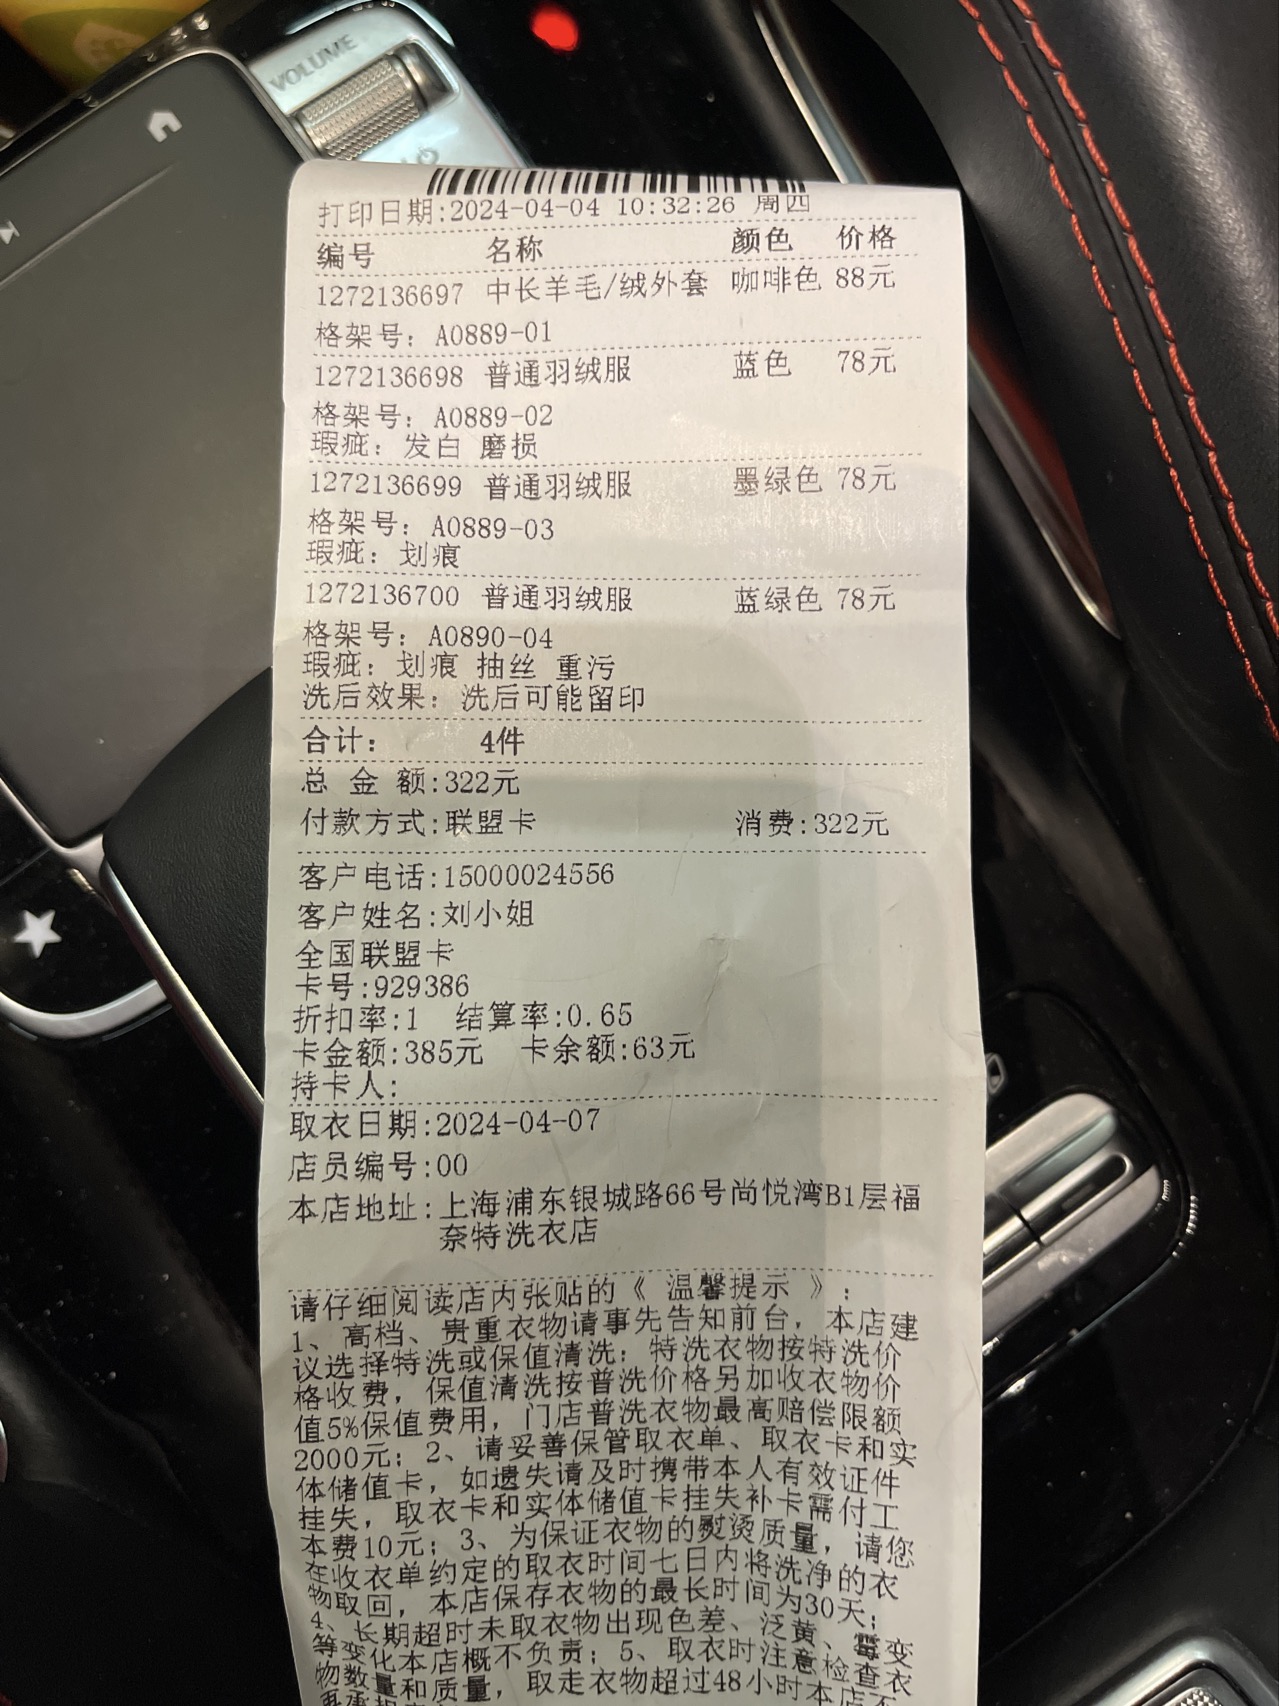 VOLUME
打印日期:2024-04-04 10:32:26 周四
编号 名称 颜色 价格
1272136697 中长羊毛/绒外套 咖啡色 88元
格架号: A0889-01
1272136698 普通羽绒服 蓝色 78元
格架号: A0889-02
瑕疵: 发白 磨损
1272136699 普通羽绒服 墨绿色 78元
格架号: A0889-03
瑕疵: 划痕
1272136700 普通羽绒服 蓝绿色 78元
格架号: A0890-04
瑕疵: 划痕 抽丝 重污
洗后效果: 洗后可能留印
合计: 4件
总 金 额:322元
付款方式:联盟卡 消费:322元
客户电话:15000024556
客户姓名:刘小姐
全国联盟卡
卡号:929386
折扣率:1 结算率:0.65
卡金额:385元 卡余额:63元
持卡人:
取衣日期:2024-04-07
店员编号:00
本店地址:上海浦东银城路66号尚悦湾B1层福
奈特洗衣店
请仔细阅读店内张贴的《 温馨提示 》:
1、高档、贵重衣物请事先告知前台, 本店建
议选择特洗或保值清洗: 特洗衣物按特洗价
格收费, 保值清洗按普洗价格另加收衣物价
值5%保值费用, 门店普洗衣物最高赔偿限额
2000元; 2、请妥善保管取衣单、取衣卡和实
体储值卡, 如遗失请及时携带本人有效证件
挂失, 取衣卡和实体储值卡挂失补卡需付工
本费10元; 3、为保证衣物的熨烫质量, 请您
在收衣单约定的取衣时间七日内将洗净的衣
物取回, 本店保存衣物的最长时间为30天;
4、长期超时未取衣物出现色差、泛黄、霉变
等变化本店概不负责; 5、取衣时注意检查衣
物数量和质量, 取走衣物超过48小时本店不
再承担